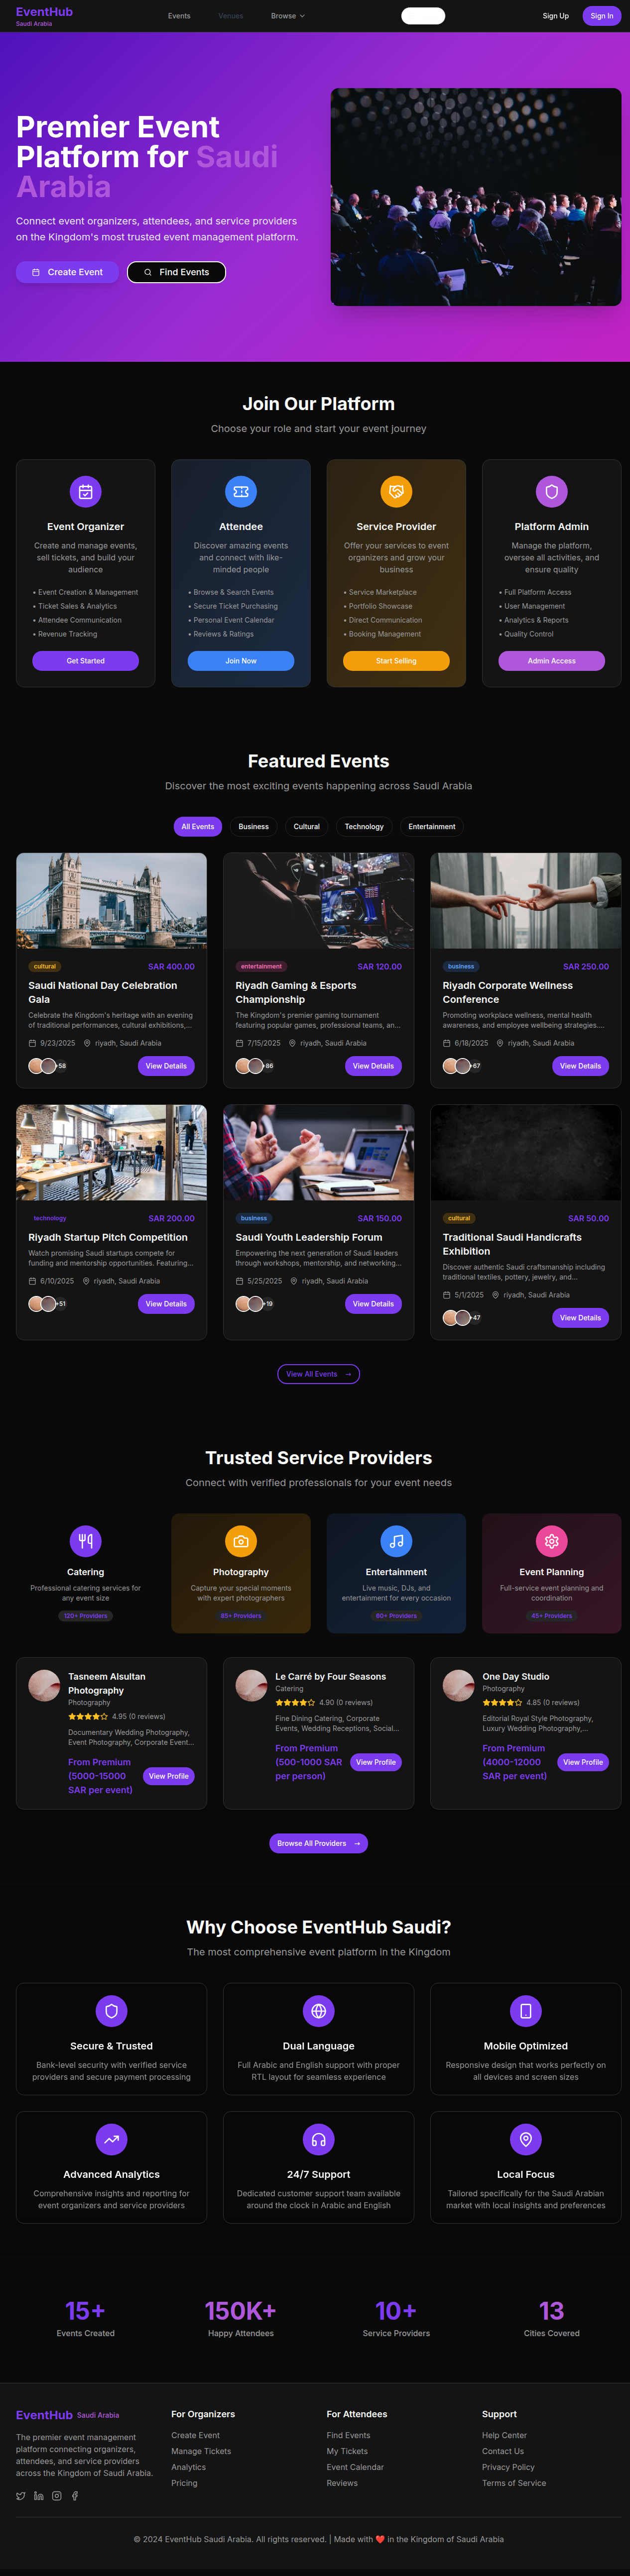 EventHub
Saudi Arabia
Events
Venues
Browse
Sign Up
Sign In
Premier Event
Platform for Saudi
Arabia
Connect event organizers, attendees, and service providers
on the Kingdom's most trusted event management platform.
Create Event
Find Events
Join Our Platform
Choose your role and start your event journey
Event Organizer
Create and manage events,
sell tickets, and build your
audience
• Event Creation & Management
• Ticket Sales & Analytics
• Attendee Communication
• Revenue Tracking
Get Started
Attendee
Discover amazing events
and connect with like-
minded people
• Browse & Search Events
• Secure Ticket Purchasing
• Personal Event Calendar
• Reviews & Ratings
Join Now
Service Provider
Offer your services to event
organizers and grow your
business
• Service Marketplace
• Portfolio Showcase
• Direct Communication
• Booking Management
Start Selling
Platform Admin
Manage the platform,
oversee all activities, and
ensure quality
• Full Platform Access
• User Management
• Analytics & Reports
• Quality Control
Admin Access
Featured Events
Discover the most exciting events happening across Saudi Arabia
All Events
Business
Cultural
Technology
Entertainment
cultural
SAR 400.00
Saudi National Day Celebration
Gala
Celebrate the Kingdom's heritage with an evening
of traditional performances, cultural exhibitions,...
9/23/2025
riyadh, Saudi Arabia
+58
View Details
entertainment
SAR 120.00
Riyadh Gaming & Esports
Championship
The Kingdom's premier gaming tournament
featuring popular games, professional teams, an...
7/15/2025
riyadh, Saudi Arabia
+86
View Details
business
SAR 250.00
Riyadh Corporate Wellness
Conference
Promoting workplace wellness, mental health
awareness, and employee wellbeing strategies....
6/18/2025
riyadh, Saudi Arabia
+67
View Details
technology
SAR 200.00
Riyadh Startup Pitch Competition
Watch promising Saudi startups compete for
funding and mentorship opportunities. Featuring...
6/10/2025
riyadh, Saudi Arabia
+51
View Details
business
SAR 150.00
Saudi Youth Leadership Forum
Empowering the next generation of Saudi leaders
through workshops, mentorship, and networking...
5/25/2025
riyadh, Saudi Arabia
+19
View Details
cultural
SAR 50.00
Traditional Saudi Handicrafts
Exhibition
Discover authentic Saudi craftsmanship including
traditional textiles, pottery, jewelry, and...
5/1/2025
riyadh, Saudi Arabia
+47
View Details
View All Events →
Trusted Service Providers
Connect with verified professionals for your event needs
Catering
Professional catering services for
any event size
120+ Providers
Photography
Capture your special moments
with expert photographers
85+ Providers
Entertainment
Live music, DJs, and
entertainment for every occasion
60+ Providers
Event Planning
Full-service event planning and
coordination
45+ Providers
Tasneem Alsultan
Photography
Photography
4.95 (0 reviews)
Documentary Wedding Photography,
Event Photography, Corporate Event...
From Premium
(5000-15000
SAR per event)
View Profile
Le Carré by Four Seasons
Catering
4.90 (0 reviews)
Fine Dining Catering, Corporate
Events, Wedding Receptions, Social...
From Premium
(500-1000 SAR
per person)
View Profile
One Day Studio
Photography
4.85 (0 reviews)
Editorial Royal Style Photography,
Luxury Wedding Photography,...
From Premium
(4000-12000
SAR per event)
View Profile
Browse All Providers →
Why Choose EventHub Saudi?
The most comprehensive event platform in the Kingdom
Secure & Trusted
Bank-level security with verified service
providers and secure payment processing
Dual Language
Full Arabic and English support with proper
RTL layout for seamless experience
Mobile Optimized
Responsive design that works perfectly on
all devices and screen sizes
Advanced Analytics
Comprehensive insights and reporting for
event organizers and service providers
24/7 Support
Dedicated customer support team available
around the clock in Arabic and English
Local Focus
Tailored specifically for the Saudi Arabian
market with local insights and preferences
15+
Events Created
150K+
Happy Attendees
10+
Service Providers
13
Cities Covered
EventHub Saudi Arabia
The premier event management
platform connecting organizers,
attendees, and service providers
across the Kingdom of Saudi Arabia.
For Organizers
Create Event
Manage Tickets
Analytics
Pricing
For Attendees
Find Events
My Tickets
Event Calendar
Reviews
Support
Help Center
Contact Us
Privacy Policy
Terms of Service
© 2024 EventHub Saudi Arabia. All rights reserved. | Made with ❤️ in the Kingdom of Saudi Arabia